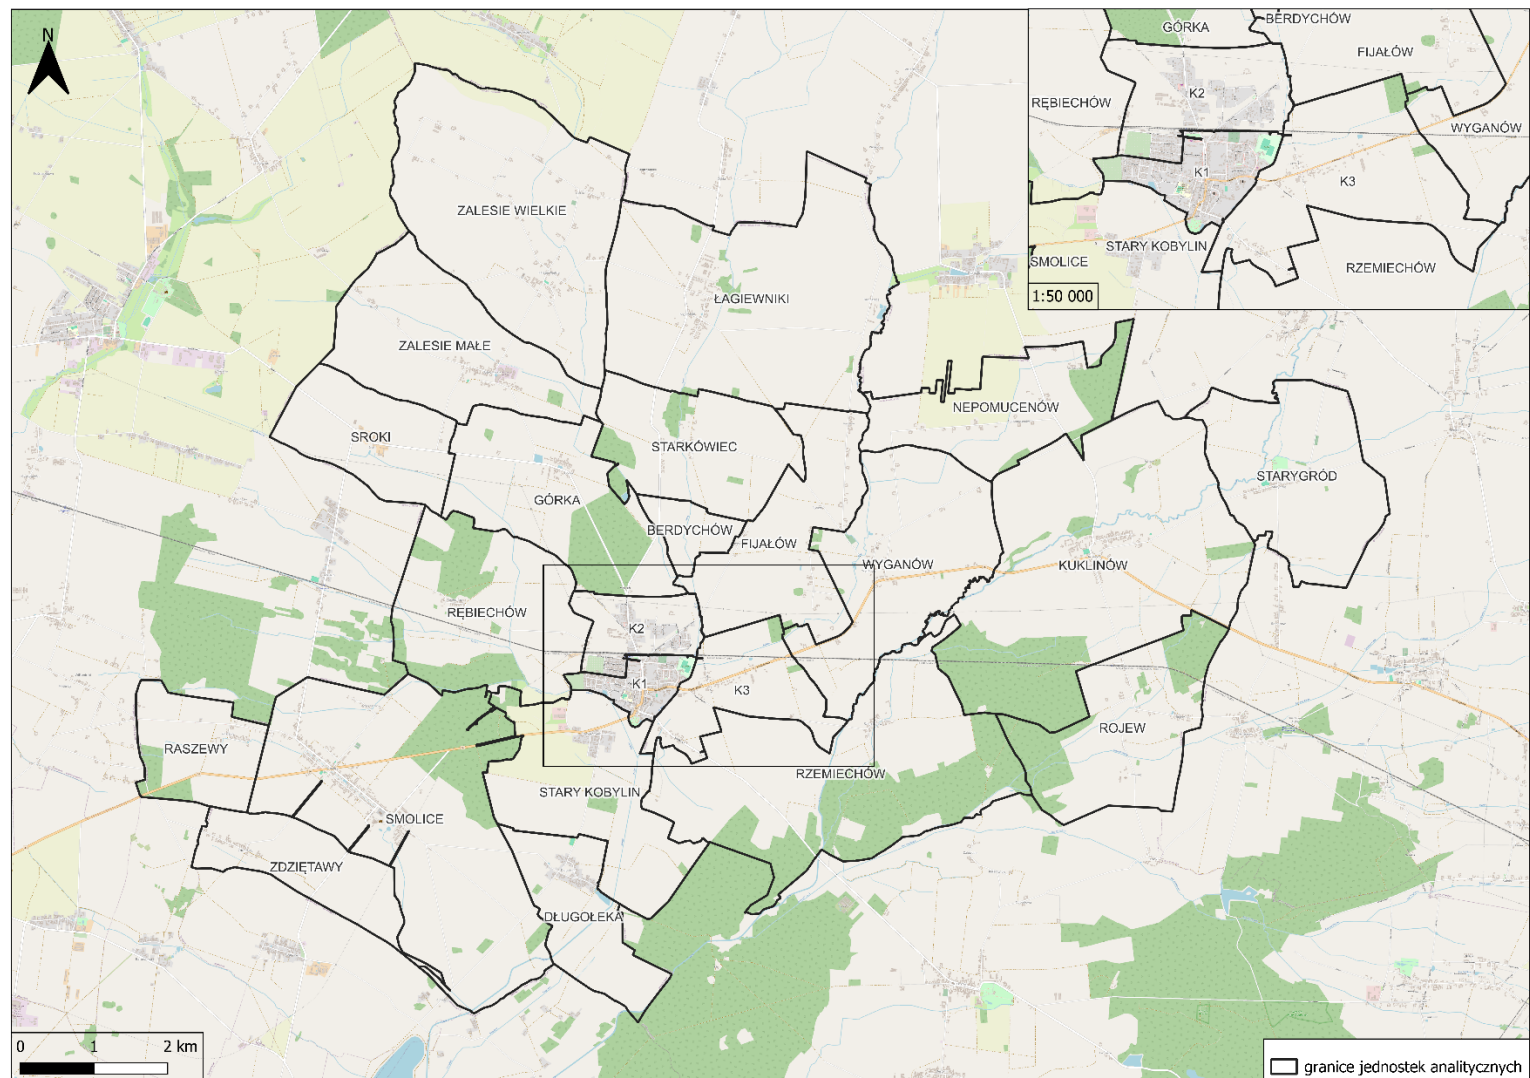 N
GÓRKA
BERDYCHÓW
FIJAŁÓW
K2
RĘBIECHÓW
WYGANÓW
K1
K3
STARY KOBYLIN
SMOLICE
RZEMIECHÓW
1:50 000
ZALESIE WIELKIE
ŁAGIEWNIKI
ZALESIE MAŁE
NEPOMUCENÓW
SROKI
STARKÓWIEC
STARYGRÓD
GÓRKA
BERDYCHÓW
FIJAŁÓW
WYGANÓW
KUKLINÓW
RĘBIECHÓW
K2
K1
K3
ROJEW
RASZEWY
RZEMIECHÓW
STARY KOBYLIN
SMOLICE
ZDZIĘTAWY
DŁUGOŁĘKA
0 1 2 km
granice jednostek analitycznych